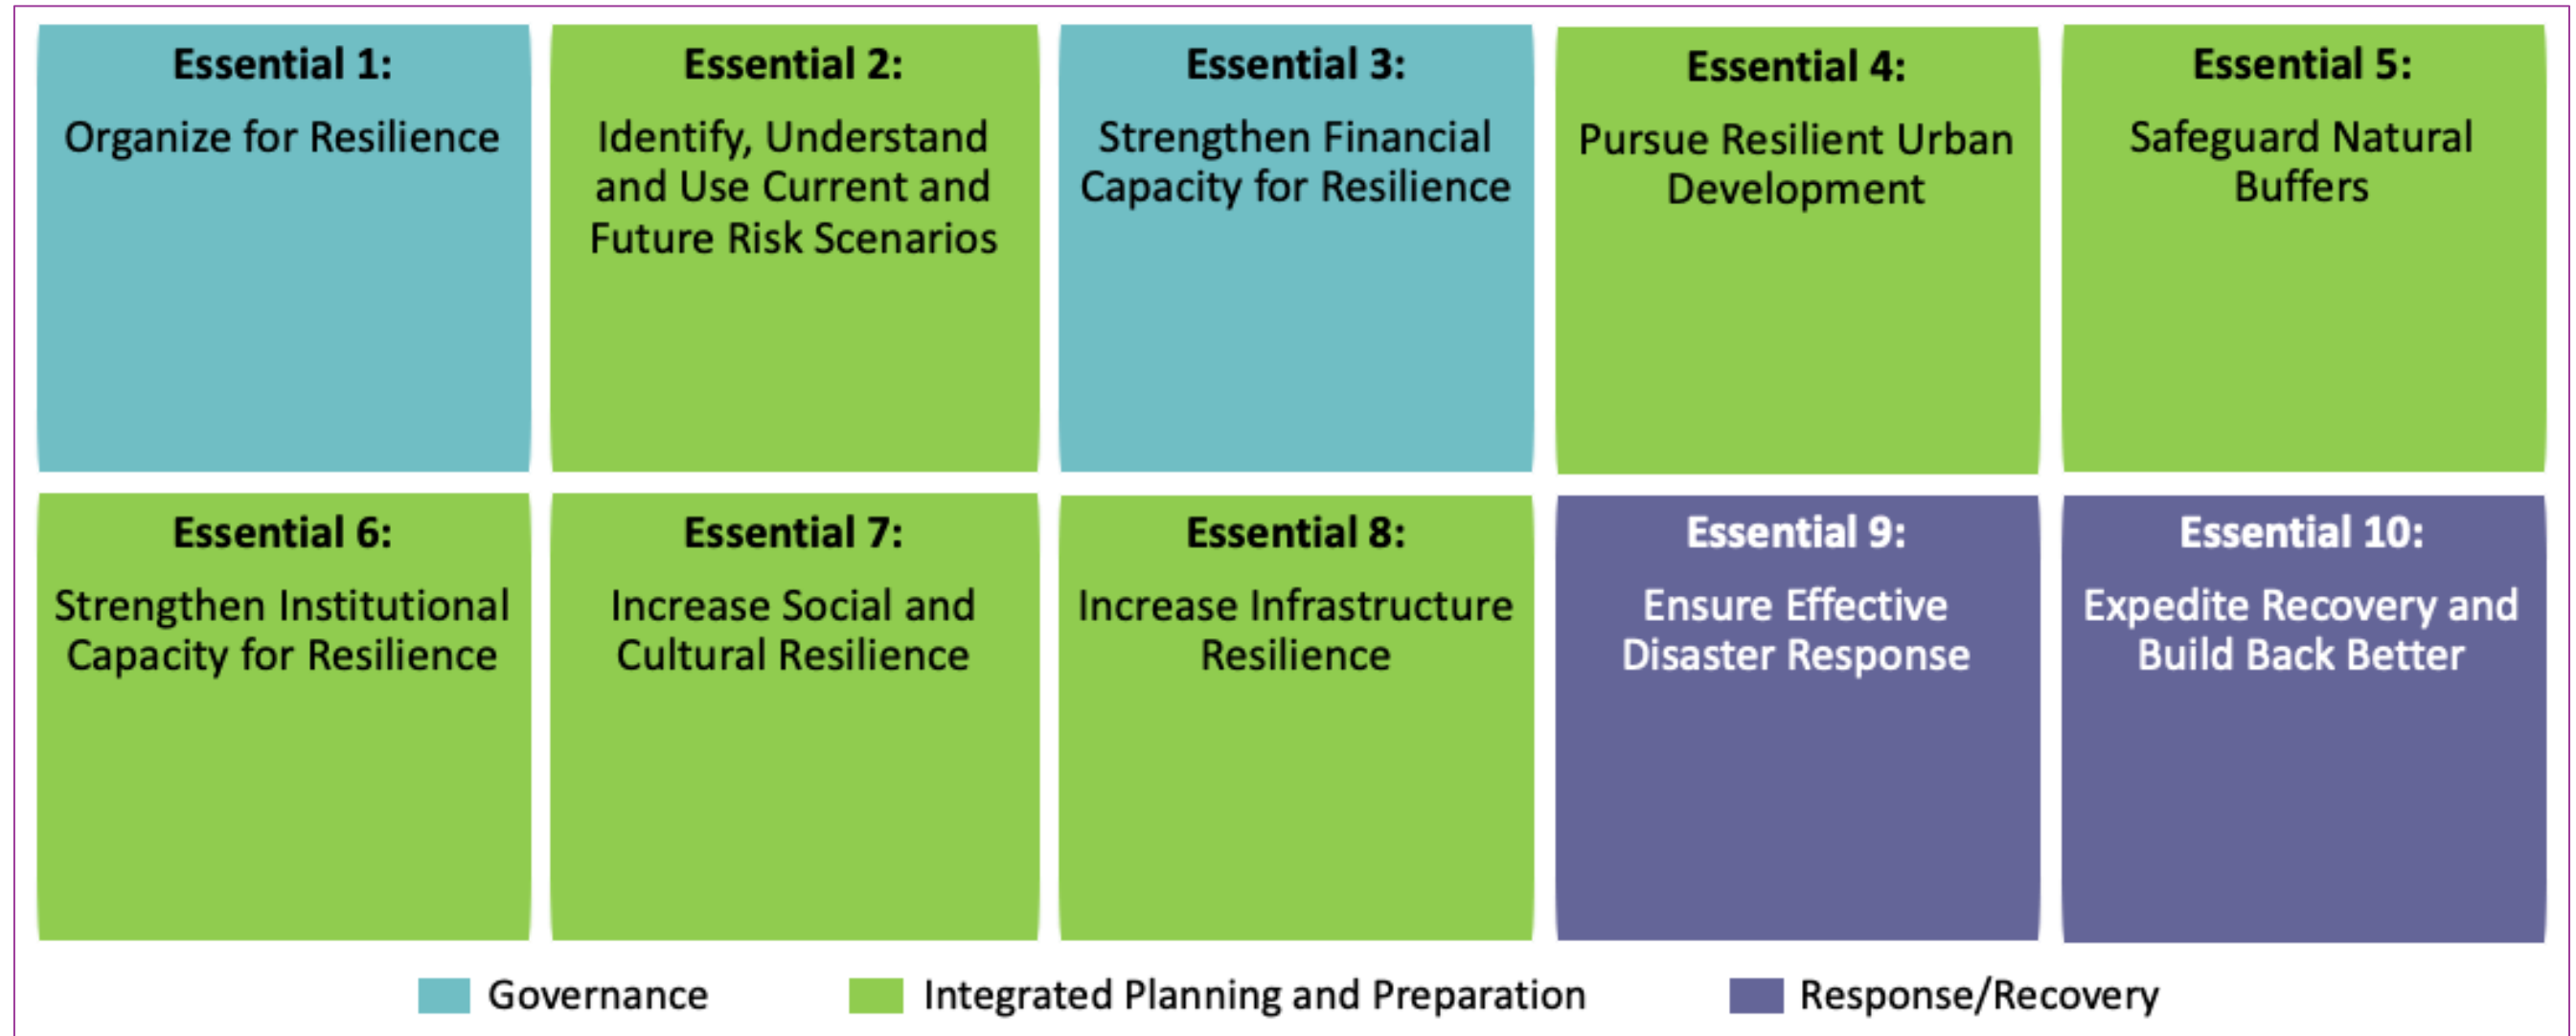 Essential 1:
Organize for Resilience
Essential 2:
Identify, Understand
and Use Current and
Future Risk Scenarios
Essential 3:
Strengthen Financial
Capacity for Resilience
Essential 4:
Pursue Resilient Urban
Development
Essential 5:
Safeguard Natural
Buffers
Essential 6:
Strengthen Institutional
Capacity for Resilience
Essential 7:
Increase Social and
Cultural Resilience
Essential 8:
Increase Infrastructure
Resilience
Essential 9:
Ensure Effective
Disaster Response
Essential 10:
Expedite Recovery and
Build Back Better
Governance
Integrated Planning and Preparation
Response/Recovery